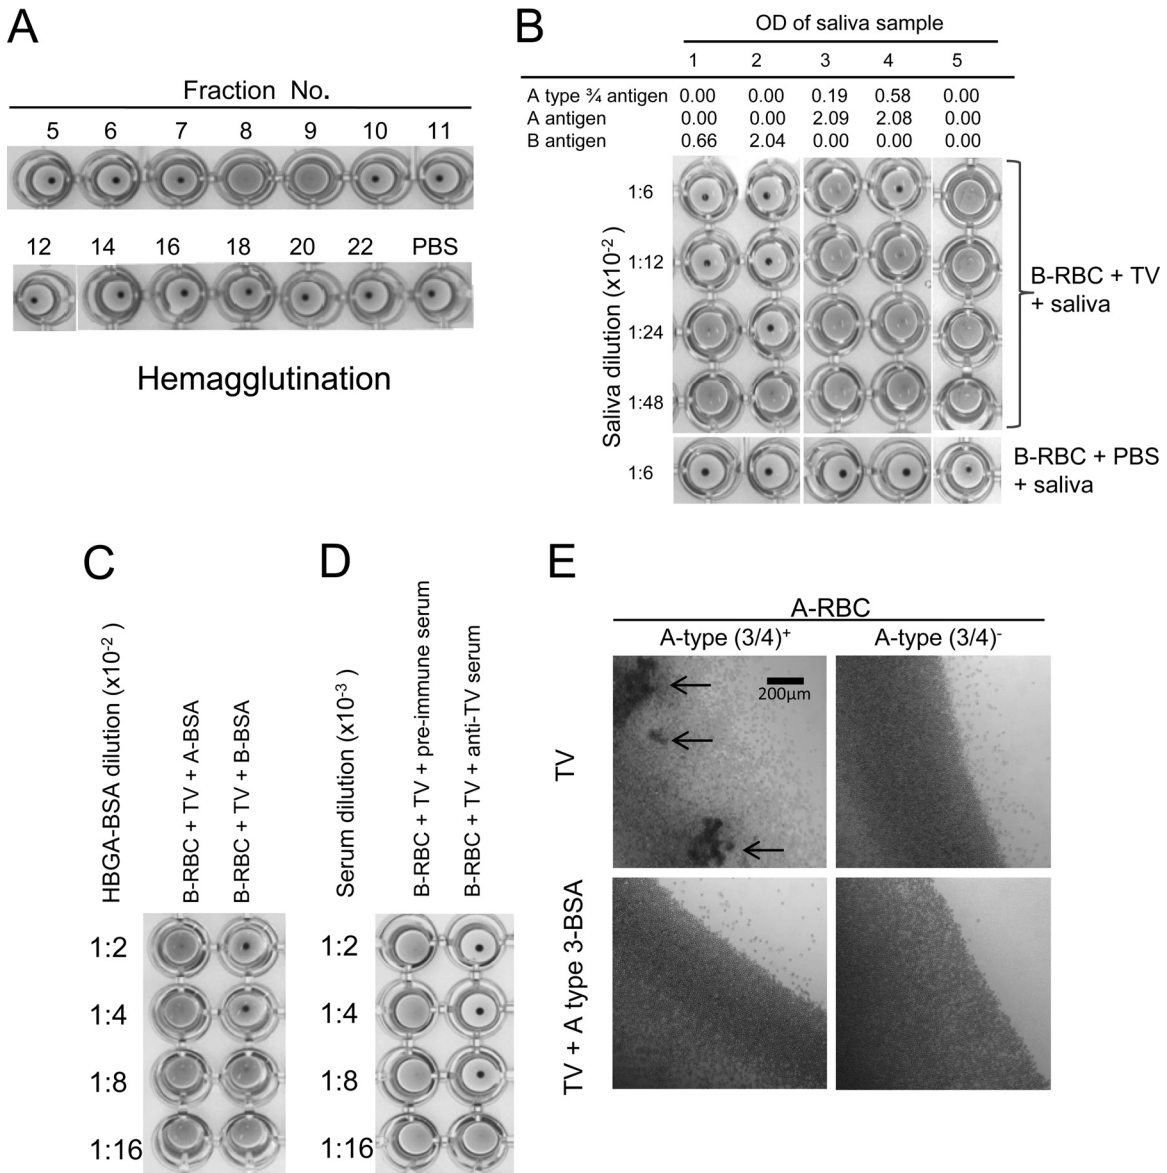 A
Fraction No.
5 6 7 8 9 10 11
12 14 16 18 20 22 PBS
Hemagglutination
B
OD of saliva sample
1 2 3 4 5
A type ¾ antigen 0.00 0.00 0.19 0.58 0.00
A antigen 0.00 0.00 2.09 2.08 0.00
B antigen 0.66 2.04 0.00 0.00 0.00
Saliva dilution (x10⁻²)
1:6
1:12
1:24
1:48
1:6
B-RBC + TV
+ saliva
B-RBC + PBS
+ saliva
C
HBGA-BSA dilution (x10⁻²)
B-RBC + TV + A-BSA
B-RBC + TV + B-BSA
1:2
1:4
1:8
1:16
D
Serum dilution (x10⁻³)
B-RBC + TV + pre-immune serum
B-RBC + TV + anti-TV serum
1:2
1:4
1:8
1:16
E
A-RBC
A-type (3/4)⁺ A-type (3/4)⁻
200µm
TV
TV + A type 3-BSA